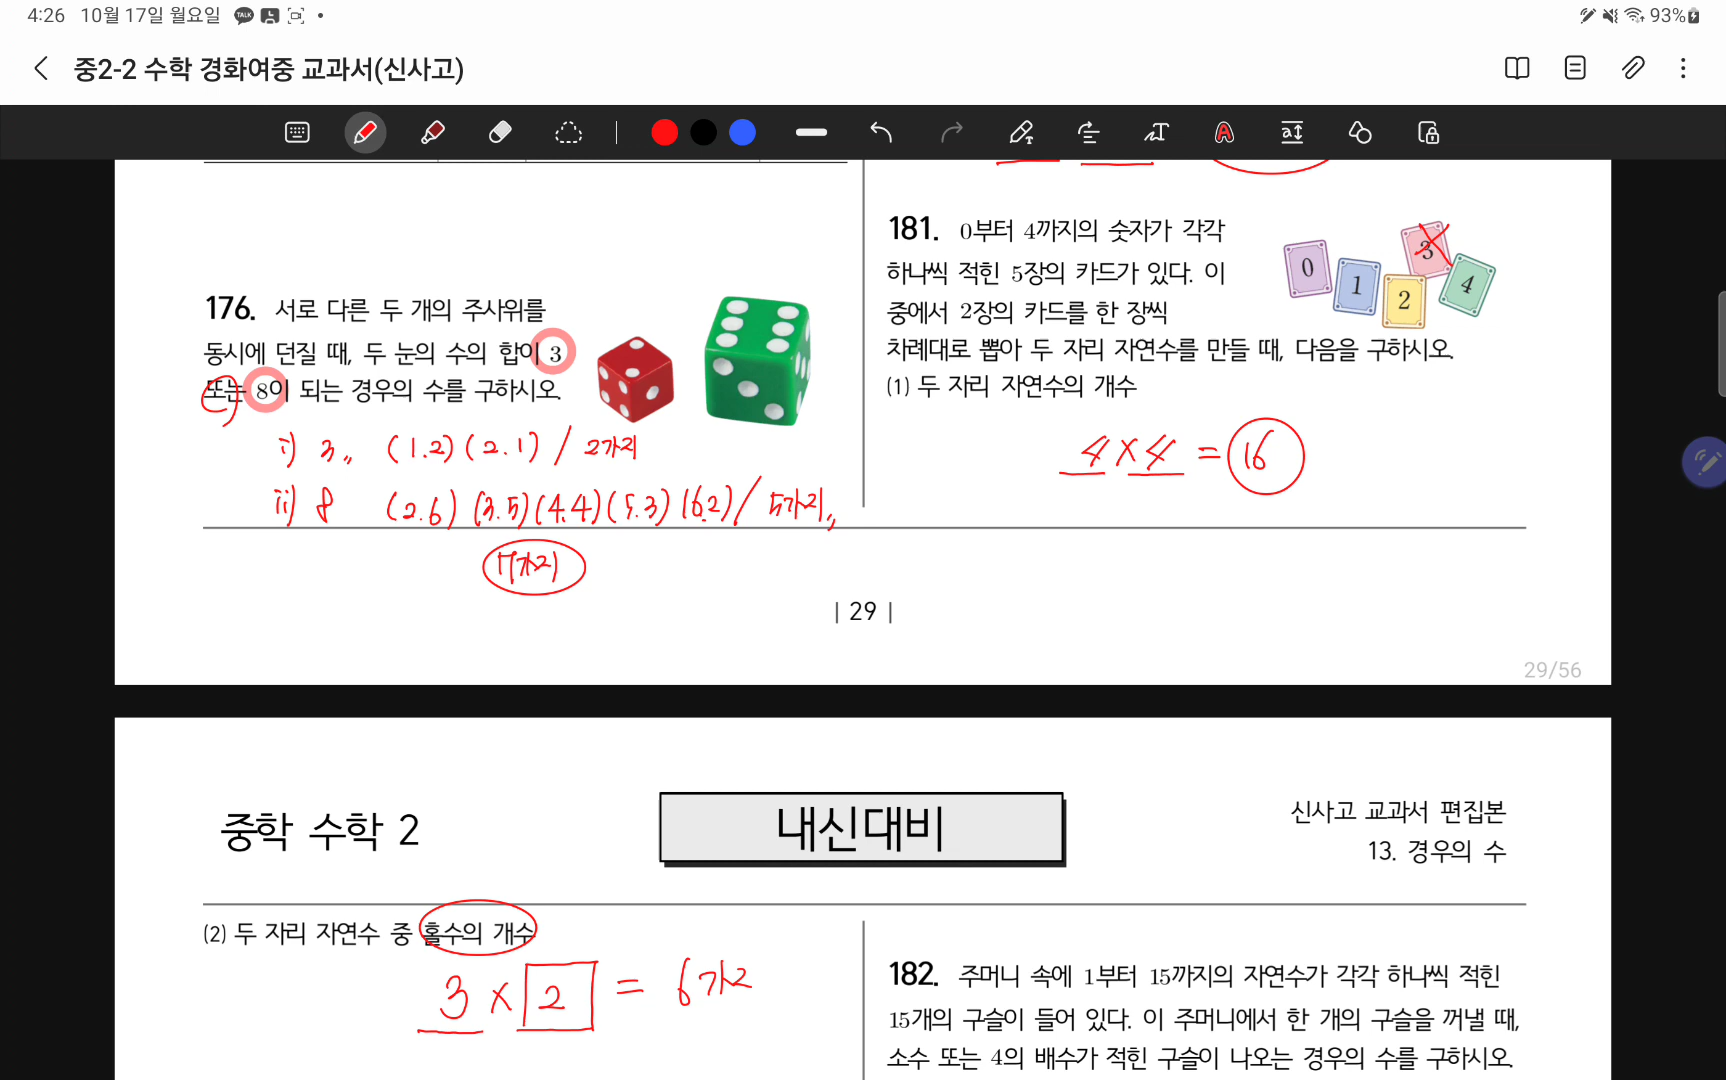 4:26 10월 17일 월요일 TALK 93%
중2-2 수학 경화여중 교과서(신사고)
176. 서로 다른 두 개의 주사위를
동시에 던질 때, 두 눈의 수의 합이 3
또는 8이 되는 경우의 수를 구하시오.
i) 3,, (1.2) (2.1) / 2가지
ii) 8 (2.6) (3.5) (4.4) (5.3) (6.2) / 5가지,,
7가지
181. 0부터 4까지의 숫자가 각각
하나씩 적힌 5장의 카드가 있다. 이
중에서 2장의 카드를 한 장씩
차례대로 뽑아 두 자리 자연수를 만들 때, 다음을 구하시오.
(1) 두 자리 자연수의 개수
0 1 2 3 4
4 × 4 = 16
| 29 |
29/56
중학 수학 2
내신대비
신사고 교과서 편집본
13. 경우의 수
(2) 두 자리 자연수 중 홀수의 개수
3 × 2 = 6가지
182. 주머니 속에 1부터 15까지의 자연수가 각각 하나씩 적힌
15개의 구슬이 들어 있다. 이 주머니에서 한 개의 구슬을 꺼낼 때,
소수 또는 4의 배수가 적힌 구슬이 나오는 경우의 수를 구하시오.